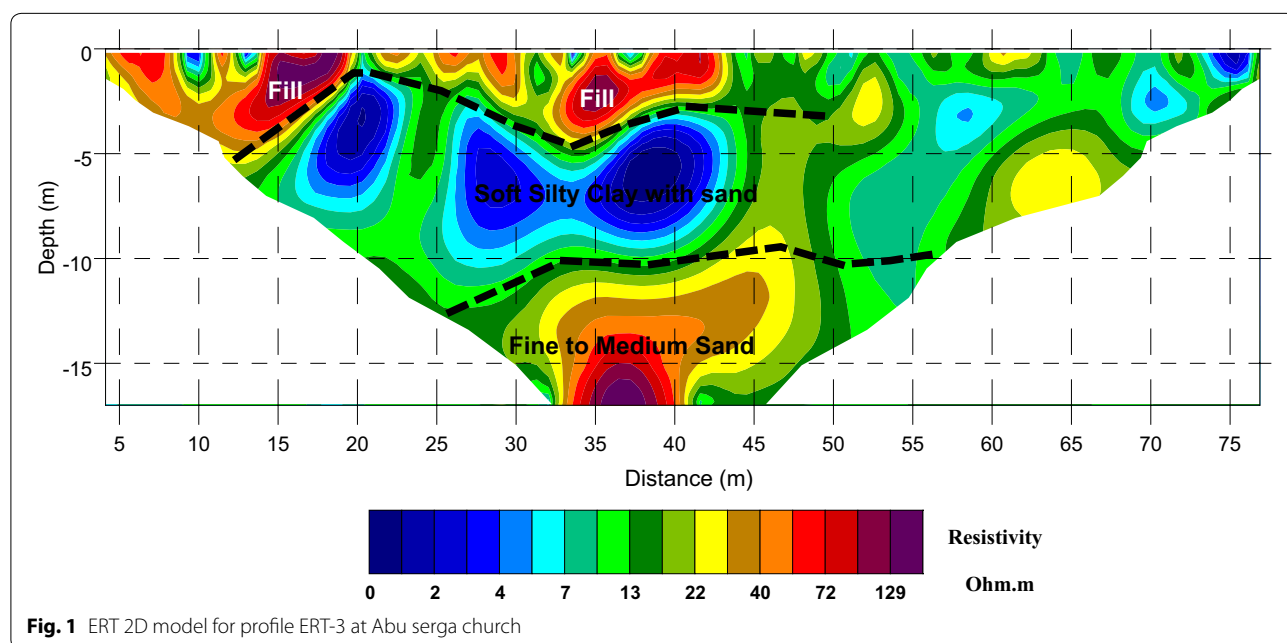 0
Fill
Fill
-5
Soft Silty Clay with sand
Depth (m)
-10
Fine to Medium Sand
-15
5 10 15 20 25 30 35 40 45 50 55 60 65 70 75
Distance (m)
Resistivity
0 2 4 7 13 22 40 72 129
Ohm.m
Fig. 1 ERT 2D model for profile ERT-3 at Abu serga church